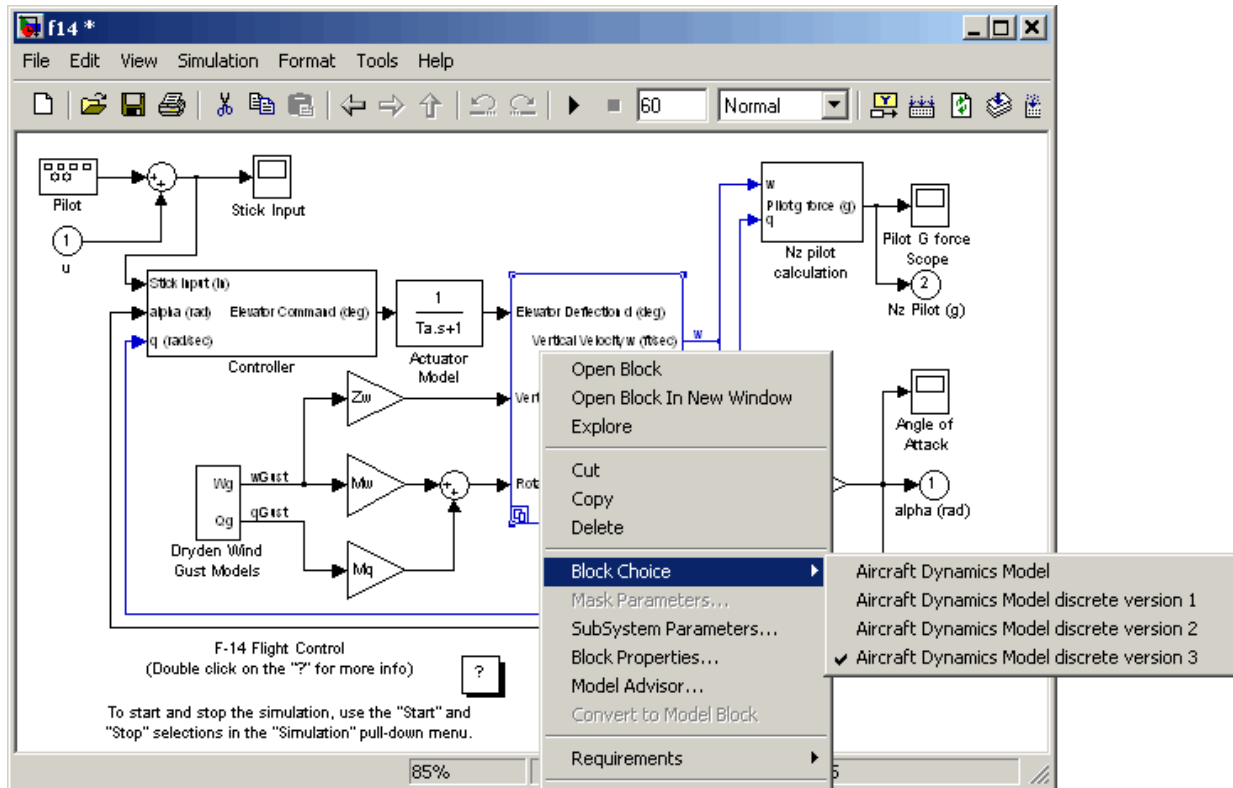 f14 *
File Edit View Simulation Format Tools Help
60 Normal
Pilot
Stick Input
1
u
w
Pilot g force (g)
q
Nz pilot
calculation
Pilot G force
Scope
2
Nz Pilot (g)
Stick Input (in)
alpha (rad) Elevator Command (deg)
q (rad/sec)
Controller
1
Ta.s+1
Actuator
Model
Elevator Deflection d (deg)
Vertical Velocity w (ft/sec)
w
Zw
Mw
Mq
Wg wGust
Qg qGust
Dryden Wind
Gust Models
Angle of
Attack
1
alpha (rad)
F-14 Flight Control
(Double click on the "?" for more info)
?
To start and stop the simulation, use the "Start" and
"Stop" selections in the "Simulation" pull-down menu.
85%
Open Block
Open Block In New Window
Explore
Cut
Copy
Delete
Block Choice
Mask Parameters...
SubSystem Parameters...
Block Properties...
Model Advisor...
Convert to Model Block
Requirements
Aircraft Dynamics Model
Aircraft Dynamics Model discrete version 1
Aircraft Dynamics Model discrete version 2
Aircraft Dynamics Model discrete version 3